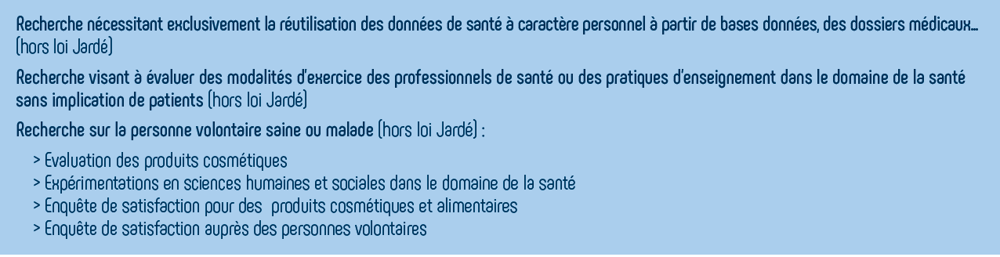 Recherche nécessitant exclusivement la réutilisation des données de santé à caractère personnel à partir de bases données, des dossiers médicaux...
(hors loi Jardé)
Recherche visant à évaluer des modalités d'exercice des professionnels de santé ou des pratiques d'enseignement dans le domaine de la santé
sans implication de patients (hors loi Jardé)
Recherche sur la personne volontaire saine ou malade (hors loi Jardé) :
> Evaluation des produits cosmétiques
> Expérimentations en sciences humaines et sociales dans le domaine de la santé
> Enquête de satisfaction pour des produits cosmétiques et alimentaires
> Enquête de satisfaction auprès des personnes volontaires